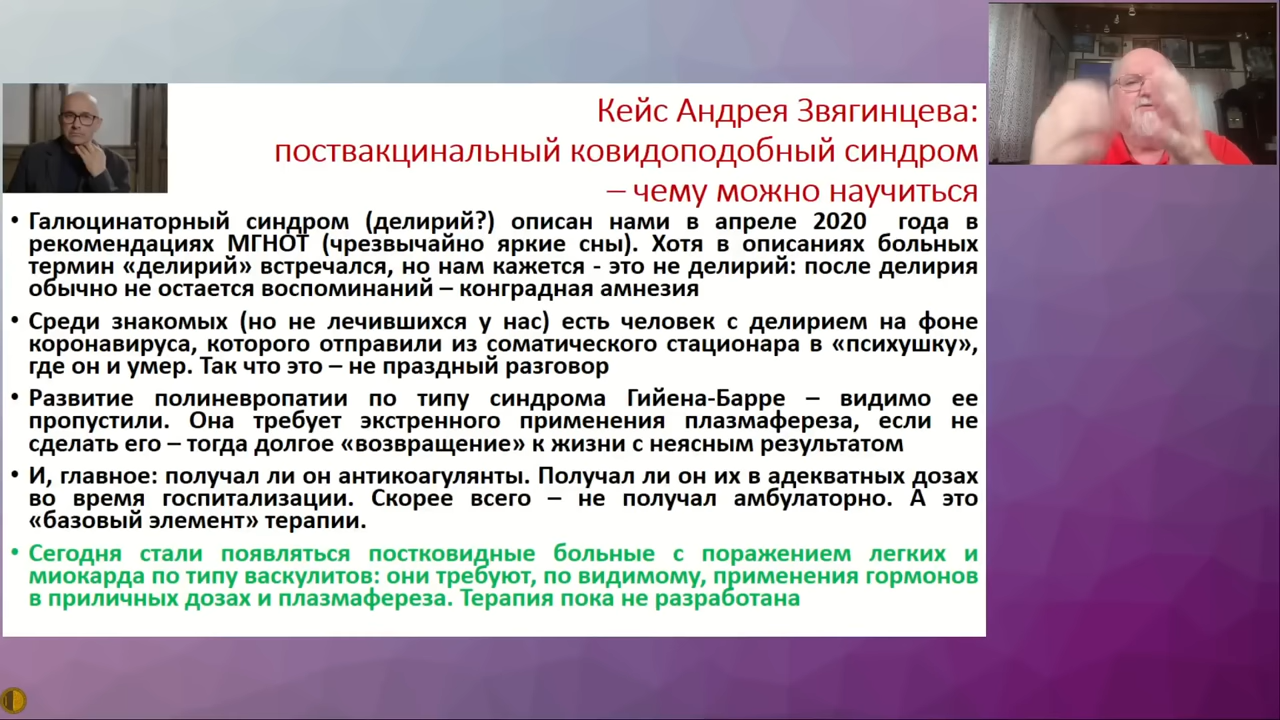 Кейс Андрея Звягинцева:
поствакцинальный ковидоподобный синдром
– чему можно научиться
• Галюцинаторный синдром (делирий?) описан нами в апреле 2020 года в
рекомендациях МГНОТ (чрезвычайно яркие сны). Хотя в описаниях больных
термин «делирий» встречался, но нам кажется - это не делирий: после делирия
обычно не остается воспоминаний – конградная амнезия
• Среди знакомых (но не лечившихся у нас) есть человек с делирием на фоне
коронавируса, которого отправили из соматического стационара в «психушку»,
где он и умер. Так что это – не праздный разговор
• Развитие полиневропатии по типу синдрома Гийена-Барре – видимо ее
пропустили. Она требует экстренного применения плазмафереза, если не
сделать его – тогда долгое «возвращение» к жизни с неясным результатом
• И, главное: получал ли он антикоагулянты. Получал ли он их в адекватных дозах
во время госпитализации. Скорее всего – не получал амбулаторно. А это
«базовый элемент» терапии.
• Сегодня стали появляться постковидные больные с поражением легких и
миокарда по типу васкулитов: они требуют, по видимому, применения гормонов
в приличных дозах и плазмафереза. Терапия пока не разработана